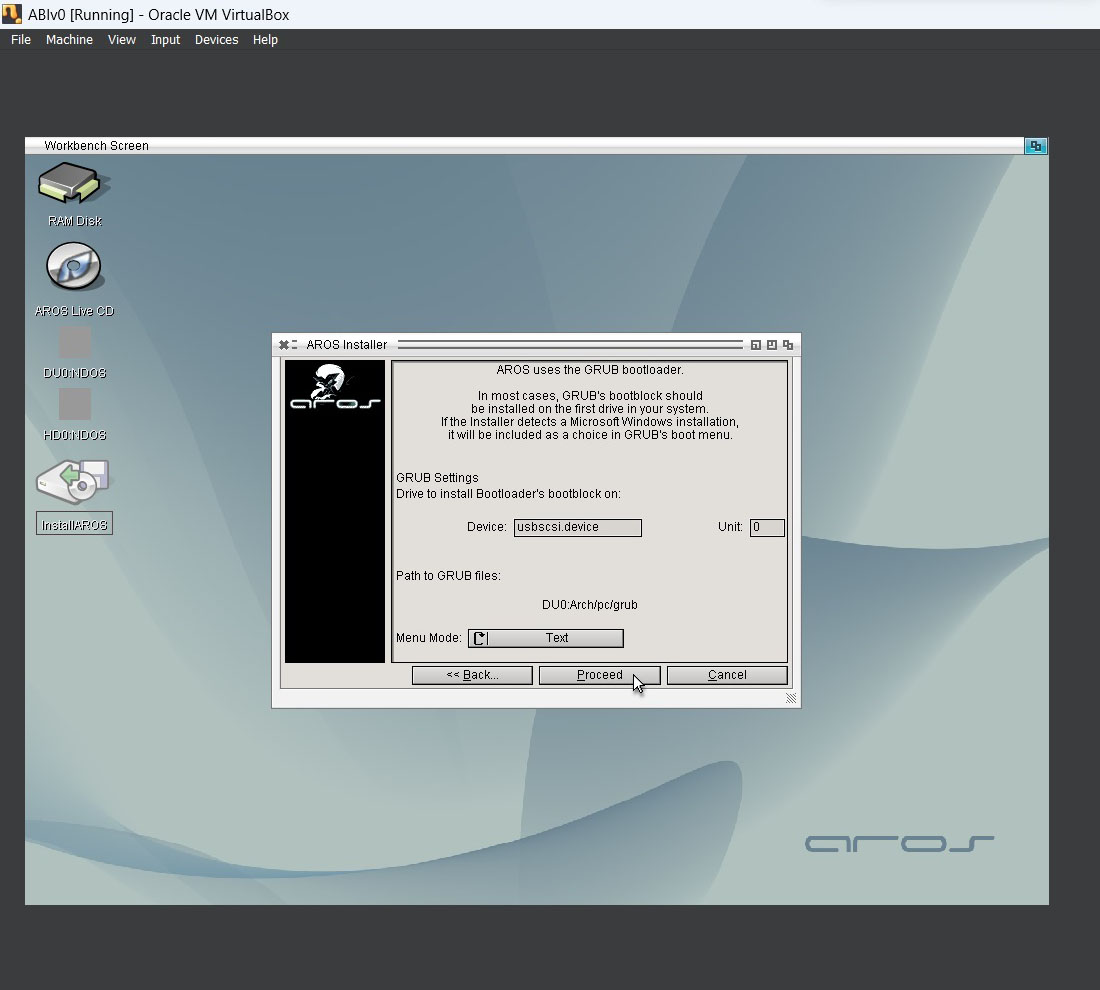 ABIv0 [Running] - Oracle VM VirtualBox
File Machine View Input Devices Help
Workbench Screen
RAM Disk
AROS Live CD
DU0:NDOS
HD0:NDOS
InstallAROS
AROS Installer
aros
AROS uses the GRUB bootloader.
In most cases, GRUB's bootblock should
be installed on the first drive in your system.
If the Installer detects a Microsoft Windows installation,
it will be included as a choice in GRUB's boot menu.
GRUB Settings
Drive to install Bootloader's bootblock on:
Device: usbscsi.device Unit: 0
Path to GRUB files:
DU0:Arch/pc/grub
Menu Mode: Text
<< Back... Proceed Cancel
aros